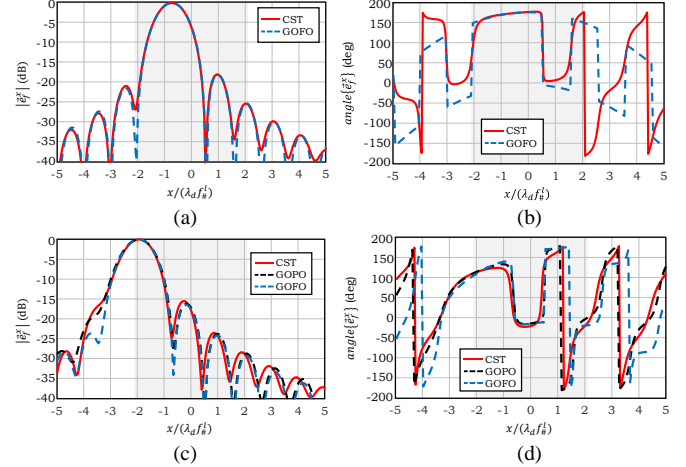 0
-5
-10
-15
-20
-25
-30
-35
-40
|ẽ_f^x| (dB)
CST
GOFO
-5 -4 -3 -2 -1 0 1 2 3 4 5
x/(λ_d f_#^l)
(a)
200
150
100
50
0
-50
-100
-150
-200
angle{ẽ_f^x} (deg)
CST
GOFO
-5 -4 -3 -2 -1 0 1 2 3 4 5
x/(λ_d f_#^l)
(b)
0
-5
-10
-15
-20
-25
-30
-35
-40
|ẽ_f^x| (dB)
CST
GOPO
GOFO
-5 -4 -3 -2 -1 0 1 2 3 4 5
x/(λ_d f_#^l)
(c)
200
150
100
50
0
-50
-100
-150
-200
angle{ẽ_f^x} (deg)
CST
GOPO
GOFO
-5 -4 -3 -2 -1 0 1 2 3 4 5
x/(λ_d f_#^l)
(d)